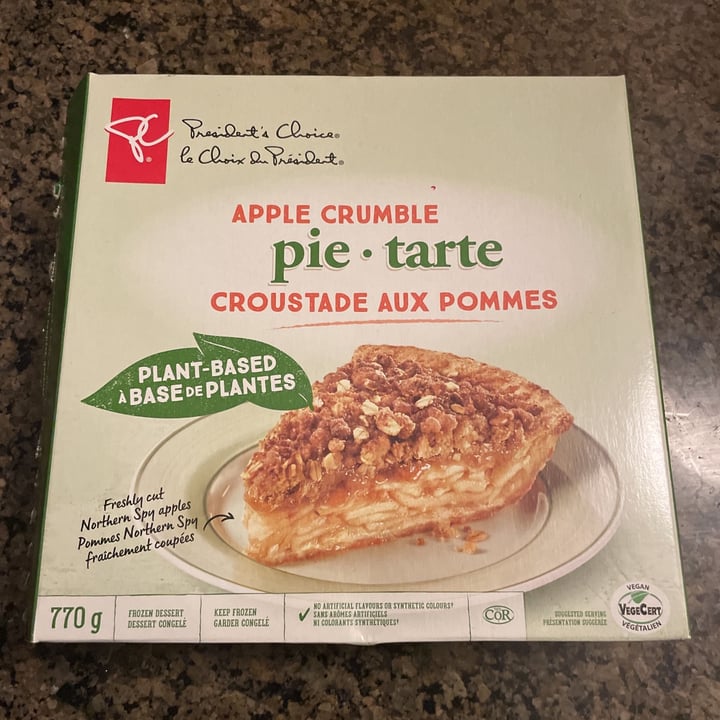 PC
President's Choice®
le Choix du Président®
APPLE CRUMBLE
pie • tarte
CROUSTADE AUX POMMES
PLANT-BASED
À BASE DE PLANTES
Freshly cut
Northern Spy apples
Pommes Northern Spy
fraîchement coupées
770 g
FROZEN DESSERT
DESSERT CONGELÉ
KEEP FROZEN
GARDER CONGELÉ
✓ NO ARTIFICIAL FLAVOURS OR SYNTHETIC COLOURS†
SANS ARÔMES ARTIFICIELS
NI COLORANTS SYNTHÉTIQUES†
COR
SUGGESTED SERVING
PRÉSENTATION SUGGÉRÉE
VEGAN
VEGECERT
VÉGÉTALIEN